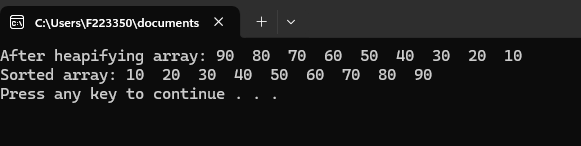 C:\Users\F223350\documents
After heapifying array: 90  80  70  60  50  40  30  20  10
Sorted array: 10  20  30  40  50  60  70  80  90
Press any key to continue . . .